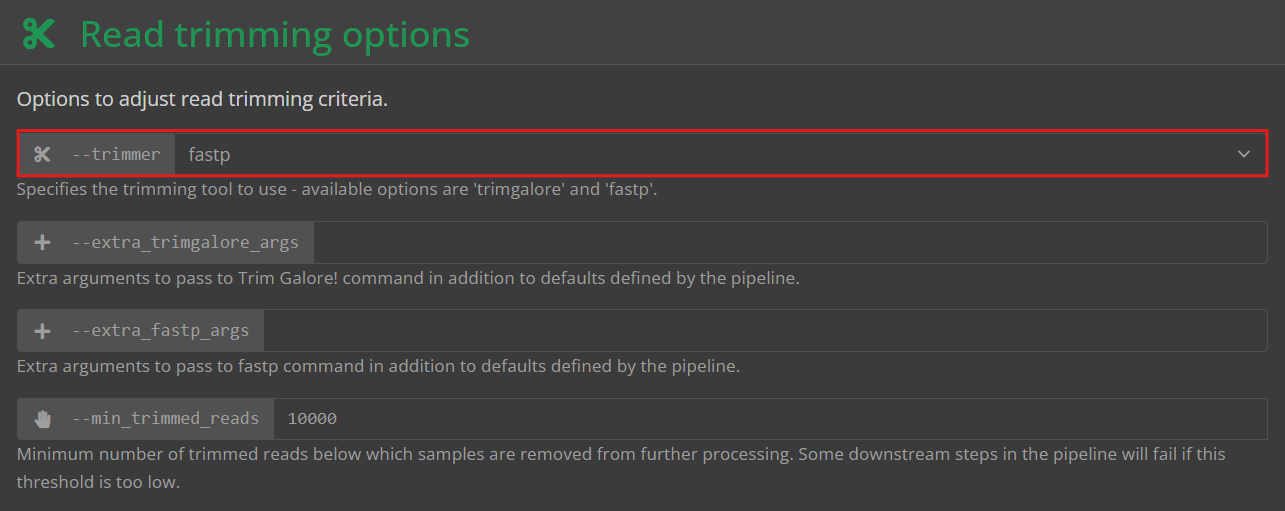 Read trimming options
Options to adjust read trimming criteria.
--trimmer fastp
Specifies the trimming tool to use - available options are 'trimgalore' and 'fastp'.
--extra_trimgalore_args
Extra arguments to pass to Trim Galore! command in addition to defaults defined by the pipeline.
--extra_fastp_args
Extra arguments to pass to fastp command in addition to defaults defined by the pipeline.
--min_trimmed_reads 10000
Minimum number of trimmed reads below which samples are removed from further processing. Some downstream steps in the pipeline will fail if this
threshold is too low.